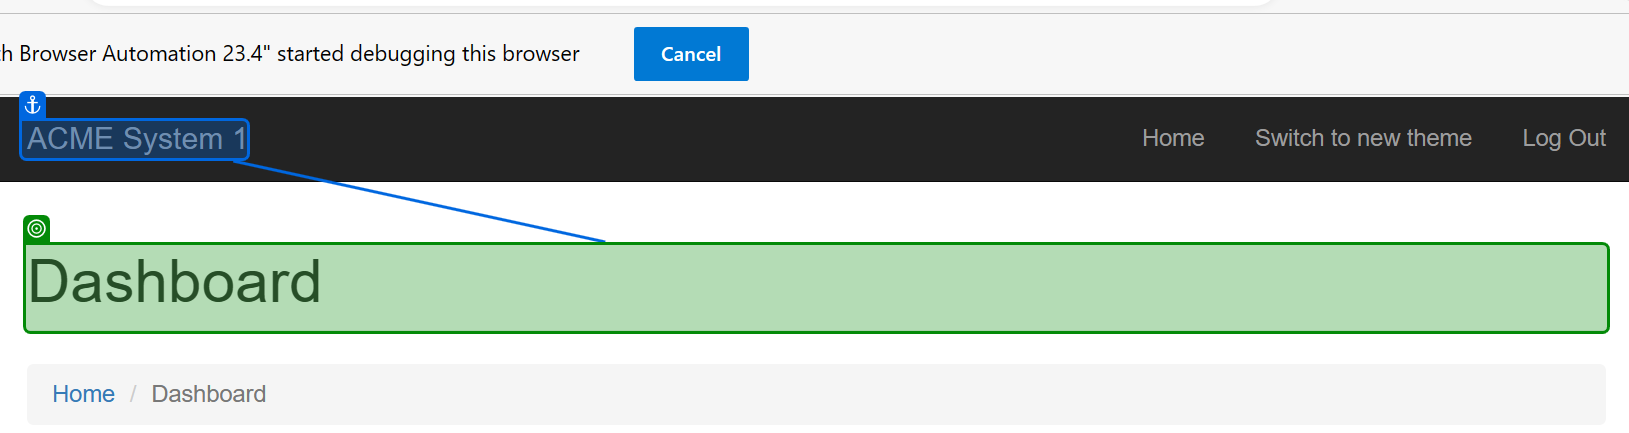 Browser Automation 23.4" started debugging this browser
Cancel
ACME System 1
Home
Switch to new theme
Log Out
Dashboard
Home / Dashboard